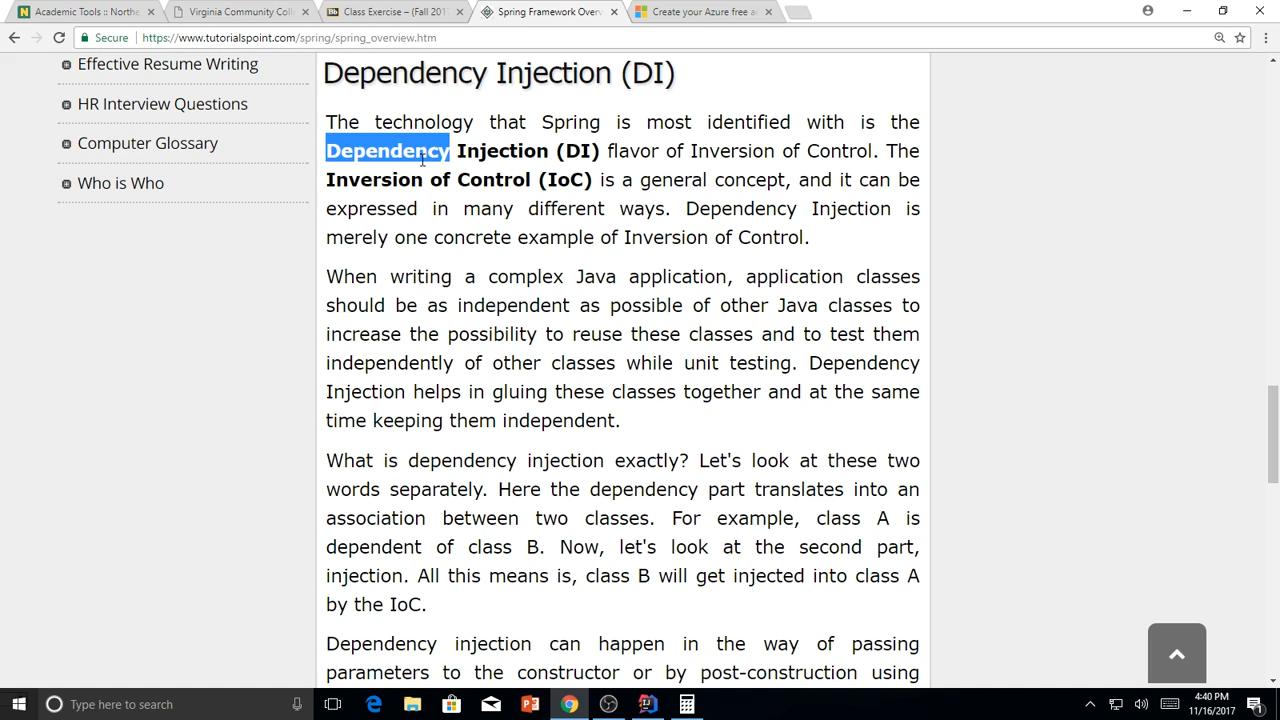 Academic Tools :: Northe
Virginia Community Coll
Class Exercise – (Fall 201
Spring Framework Over
Create your Azure free a
Secure
https://www.tutorialspoint.com/spring/spring_overview.htm
Effective Resume Writing
HR Interview Questions
Computer Glossary
Who is Who
Dependency Injection (DI)
The technology that Spring is most identified with is the
Dependency Injection (DI) flavor of Inversion of Control. The
Inversion of Control (IoC) is a general concept, and it can be
expressed in many different ways. Dependency Injection is
merely one concrete example of Inversion of Control.
When writing a complex Java application, application classes
should be as independent as possible of other Java classes to
increase the possibility to reuse these classes and to test them
independently of other classes while unit testing. Dependency
Injection helps in gluing these classes together and at the same
time keeping them independent.
What is dependency injection exactly? Let's look at these two
words separately. Here the dependency part translates into an
association between two classes. For example, class A is
dependent of class B. Now, let's look at the second part,
injection. All this means is, class B will get injected into class A
by the IoC.
Dependency injection can happen in the way of passing
parameters to the constructor or by post-construction using
Type here to search
4:40 PM
11/16/2017